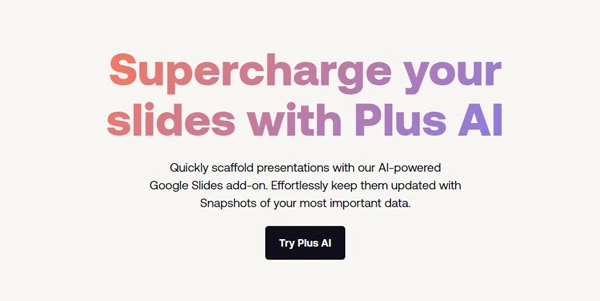 Supercharge your
slides with Plus AI
Quickly scaffold presentations with our AI-powered
Google Slides add-on. Effortlessly keep them updated with
Snapshots of your most important data.
Try Plus AI